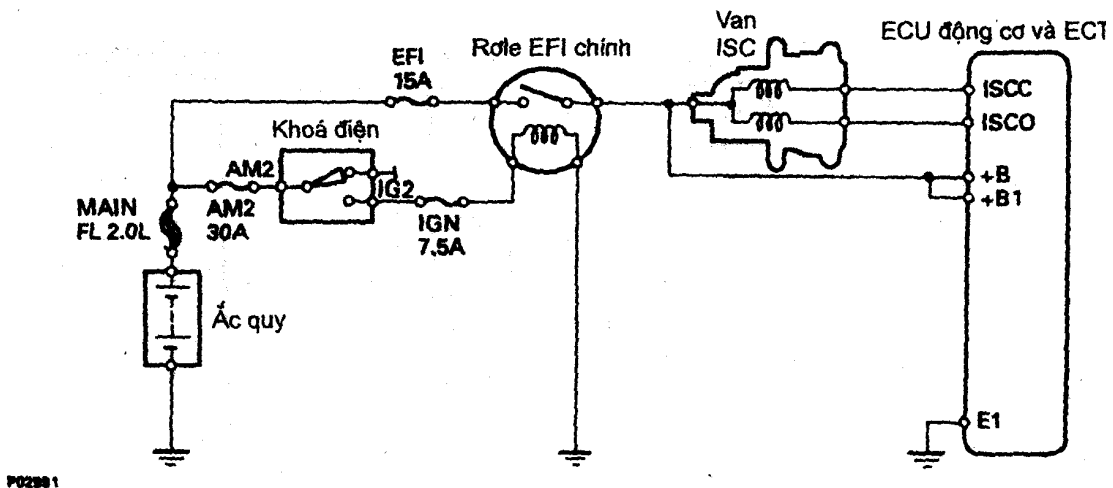 Van
ISC
ECU động cơ và ECT
Rơle EFI chính
EFI
15A
ISCC
ISCO
Khoá điện
AM2
IG2
+B
+B1
MAIN
FL 2.0L
AM2
30A
IGN
7.5A
Ắc quy
E1
P02981